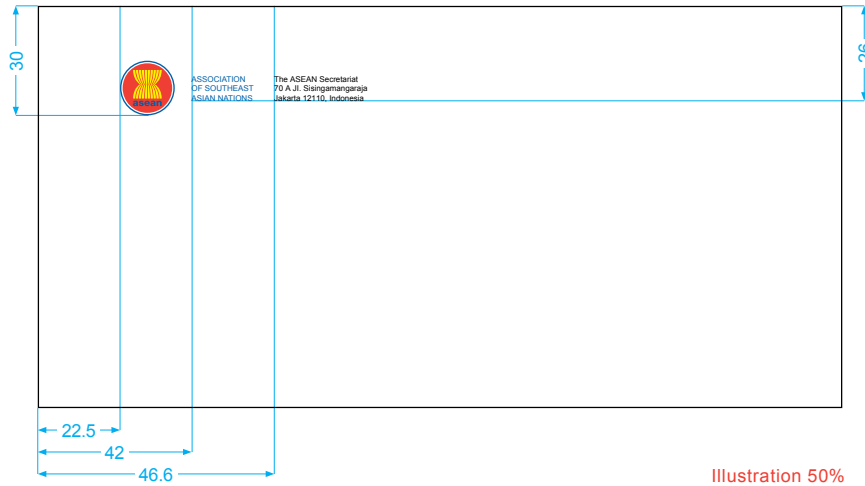 30
26
asean
ASSOCIATION
OF SOUTHEAST
ASIAN NATIONS
The ASEAN Secretariat
70 A Jl. Sisingamangaraja
Jakarta 12110, Indonesia
22.5
42
46.6
Illustration 50%